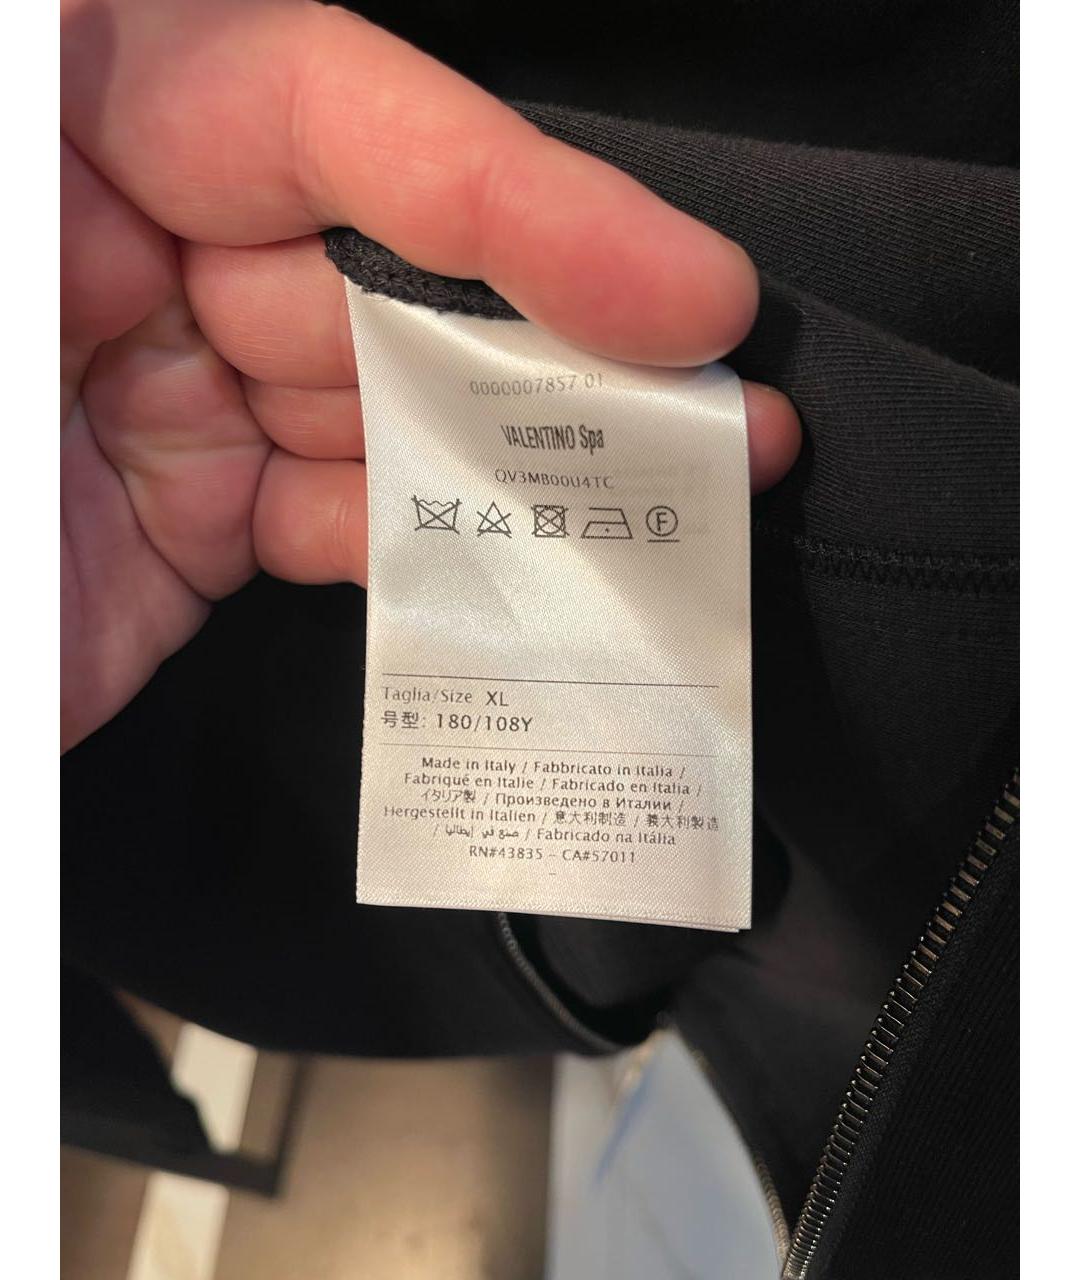 0000007857 01
VALENTINO Spa
QV3MB00U4TC
F
Taglia/Size XL
号型: 180/108Y
Made in Italy / Fabbricato in Italia /
Fabriqué en Italie / Fabricado en Italia /
イタリア製 / Произведено в Италии /
Hergestellt in Italien / 意大利制造 / 義大利製造
/ صنع في إيطاليا / Fabricado na Itália
RN#43835 - CA#57011
-